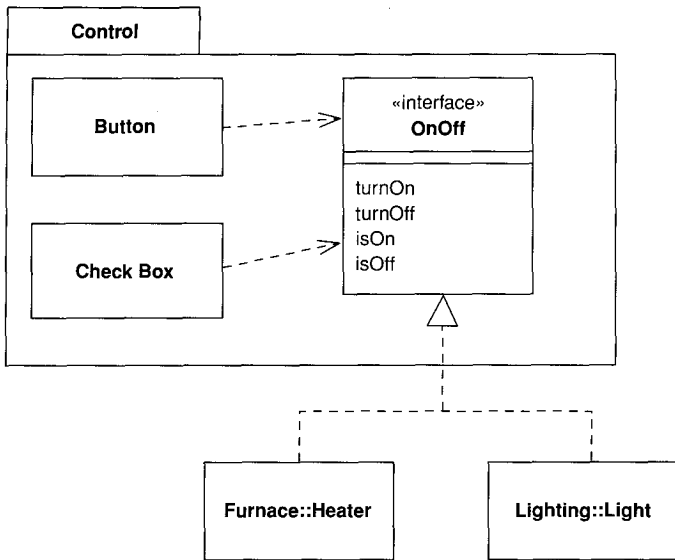 Control
Button
«interface»
OnOff
turnOn
turnOff
isOn
isOff
Check Box
Furnace::Heater
Lighting::Light